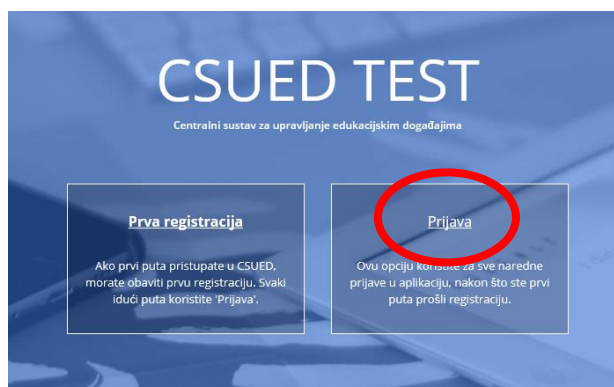 CSUED TEST
Centralni sustav za upravljanje edukacijskim događajima
Prva registracija
Ako prvi puta pristupate u CSUED,
morate obaviti prvu registraciju. Svaki
idući puta koristite 'Prijava'.
Prijava
Ovu opciju koristite za sve naredne
prijave u aplikaciju, nakon što ste prvi
puta prošli registraciju.